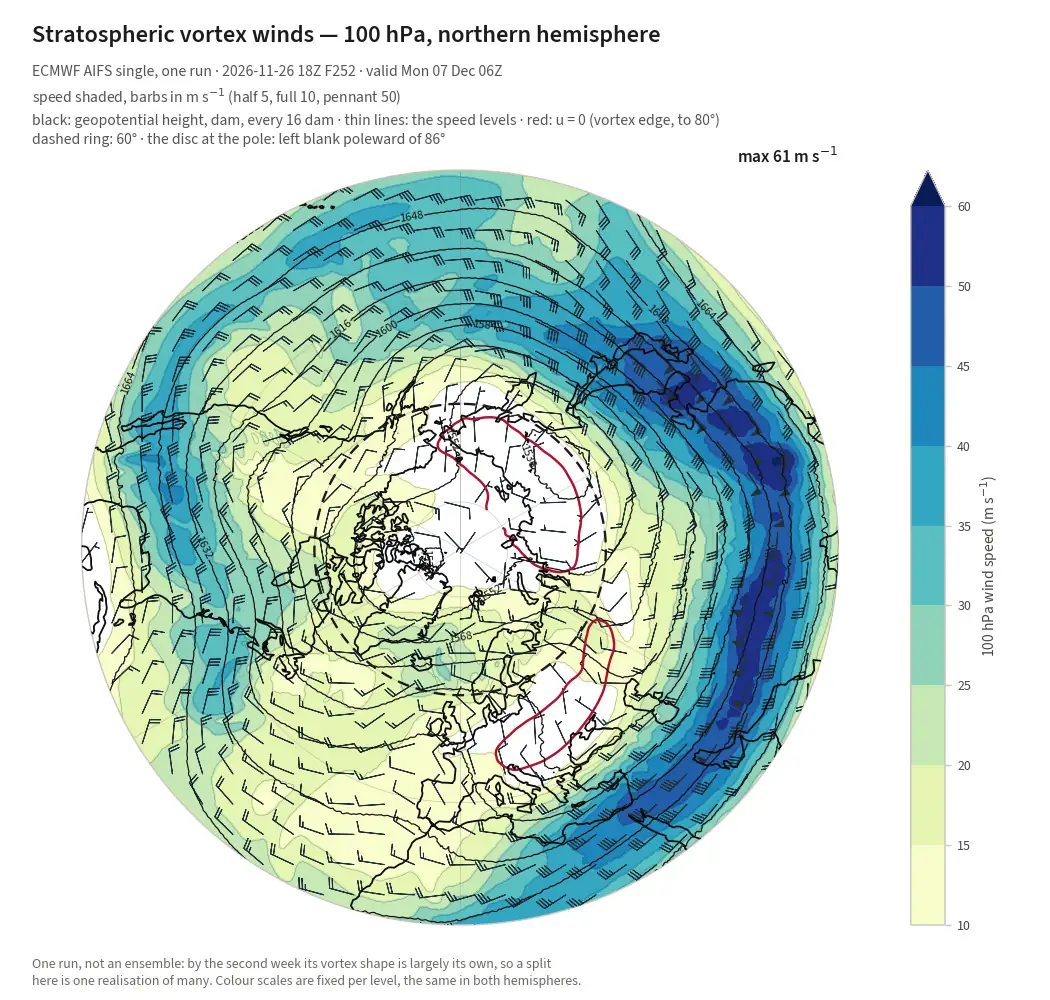 Stratospheric vortex winds — 100 hPa, northern hemisphere
ECMWF AIFS single, one run · 2026-11-26 18Z F252 · valid Mon 07 Dec 06Z
speed shaded, barbs in m s⁻¹ (half 5, full 10, pennant 50)
black: geopotential height, dam, every 16 dam · thin lines: the speed levels · red: u = 0 (vortex edge, to 80°)
dashed ring: 60° · the disc at the pole: left blank poleward of 86°
max 61 m s⁻¹
1648
1664
1616
1600
1664
1632
1552
1568
60
50
45
40
35
30
25
20
15
10
100 hPa wind speed (m s⁻¹)
One run, not an ensemble: by the second week its vortex shape is largely its own, so a split
here is one realisation of many. Colour scales are fixed per level, the same in both hemispheres.